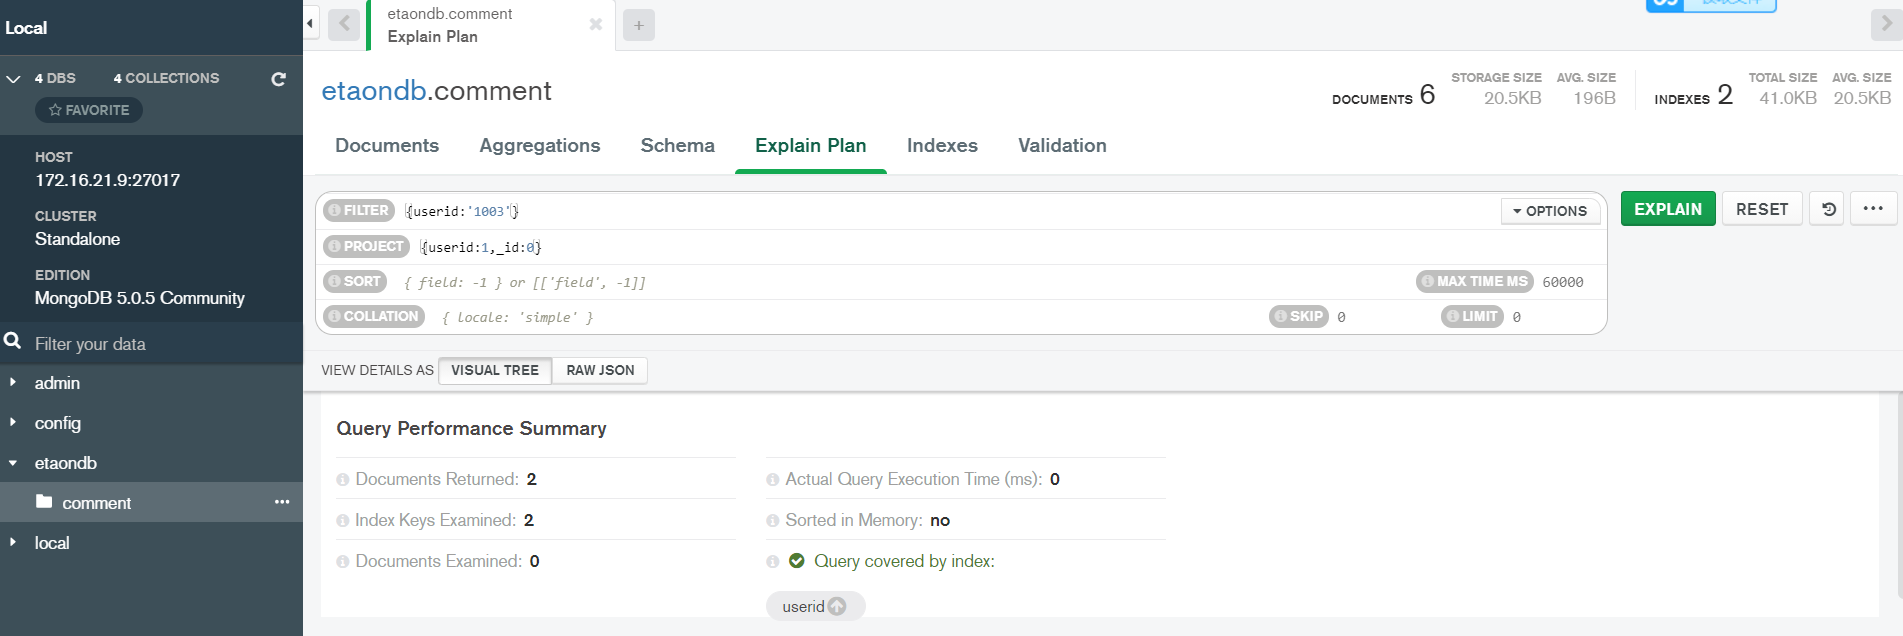 Local
4 DBS 4 COLLECTIONS
FAVORITE
HOST
172.16.21.9:27017
CLUSTER
Standalone
EDITION
MongoDB 5.0.5 Community
Filter your data
admin
config
etaondb
comment
local
etaondb.comment
Explain Plan
etaondb.comment
DOCUMENTS 6
STORAGE SIZE
20.5KB
AVG. SIZE
196B
INDEXES 2
TOTAL SIZE
41.0KB
AVG. SIZE
20.5KB
Documents Aggregations Schema Explain Plan Indexes Validation
FILTER {userid:'1003'} OPTIONS
PROJECT {userid:1,_id:0}
SORT { field: -1 } or [['field', -1]] MAX TIME MS 60000
COLLATION { locale: 'simple' } SKIP 0 LIMIT 0
EXPLAIN RESET
VIEW DETAILS AS VISUAL TREE RAW JSON
Query Performance Summary
Documents Returned: 2
Index Keys Examined: 2
Documents Examined: 0
Actual Query Execution Time (ms): 0
Sorted in Memory: no
Query covered by index:
userid